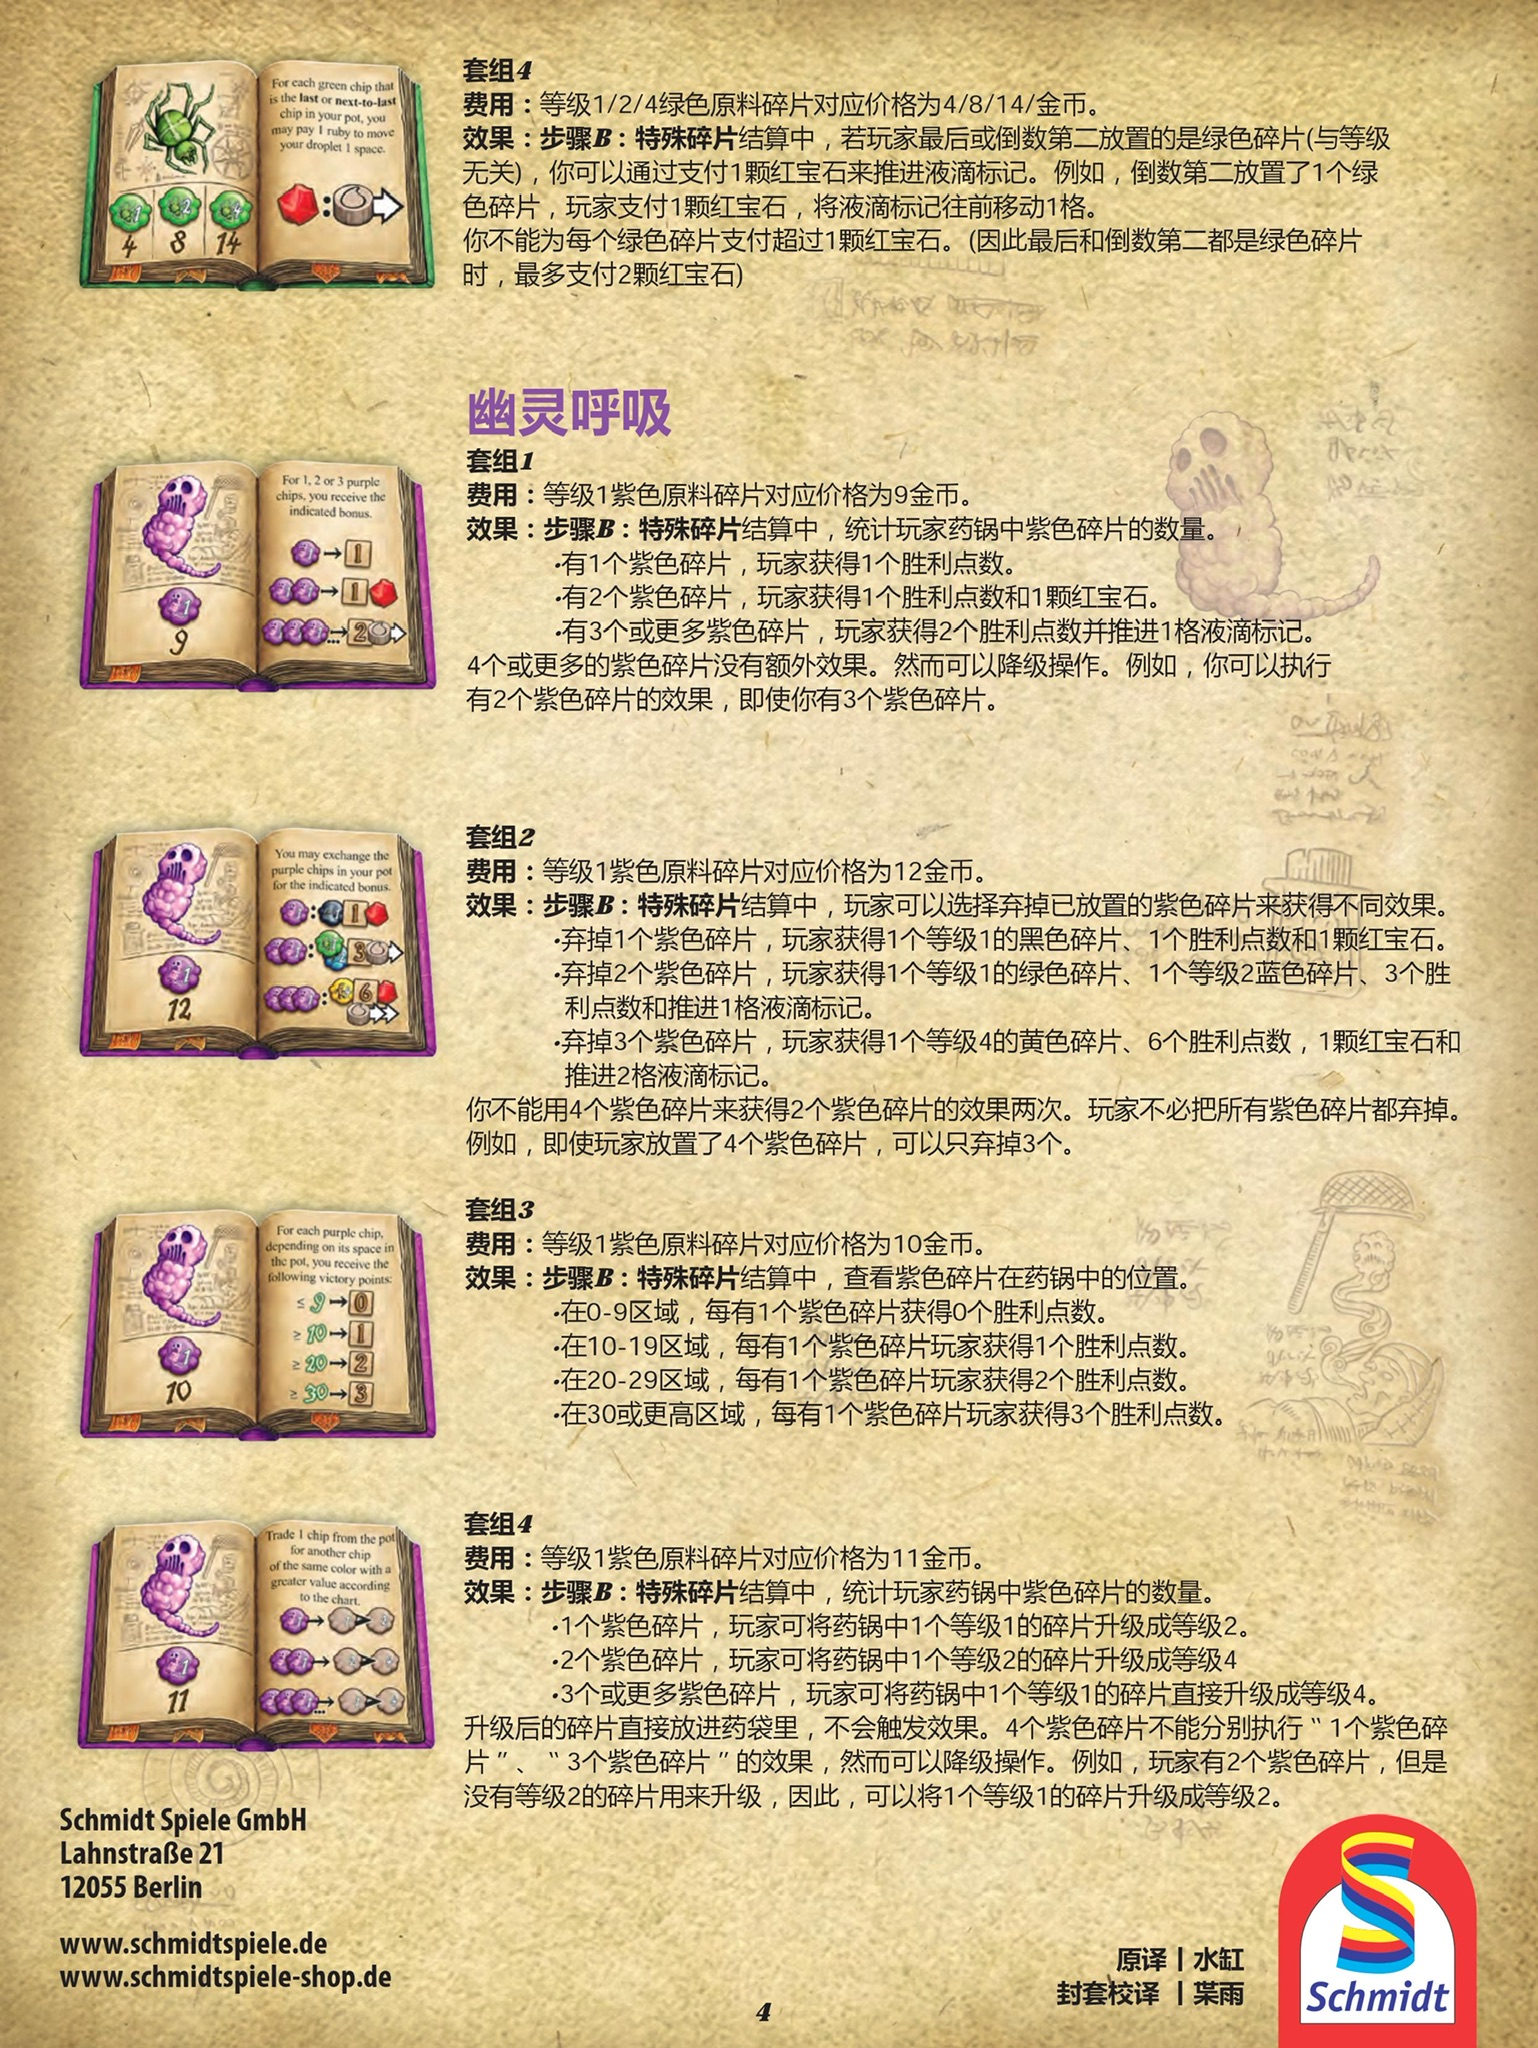 For each green chip that
is the last or next-to-last
chip in your pot, you
may pay 1 ruby to move
your droplet 1 space.
1 2 4
4 8 14
套组4
费用：等级1/2/4绿色原料碎片对应价格为4/8/14/金币。
效果：步骤B：特殊碎片结算中，若玩家最后或倒数第二放置的是绿色碎片(与等级
无关)，你可以通过支付1颗红宝石来推进液滴标记。例如，倒数第二放置了1个绿
色碎片，玩家支付1颗红宝石，将液滴标记往前移动1格。
你不能为每个绿色碎片支付超过1颗红宝石。(因此最后和倒数第二都是绿色碎片
时，最多支付2颗红宝石)
幽灵呼吸
For 1, 2 or 3 purple
chips, you receive the
indicated bonus.
1
1
2
1
9
套组1
费用：等级1紫色原料碎片对应价格为9金币。
效果：步骤B：特殊碎片结算中，统计玩家药锅中紫色碎片的数量。
·有1个紫色碎片，玩家获得1个胜利点数。
·有2个紫色碎片，玩家获得1个胜利点数和1颗红宝石。
·有3个或更多紫色碎片，玩家获得2个胜利点数并推进1格液滴标记。
4个或更多的紫色碎片没有额外效果。然而可以降级操作。例如，你可以执行
有2个紫色碎片的效果，即使你有3个紫色碎片。
You may exchange the
purple chips in your pot
for the indicated bonus.
1
3
6
1
12
套组2
费用：等级1紫色原料碎片对应价格为12金币。
效果：步骤B：特殊碎片结算中，玩家可以选择弃掉已放置的紫色碎片来获得不同效果。
·弃掉1个紫色碎片，玩家获得1个等级1的黑色碎片、1个胜利点数和1颗红宝石。
·弃掉2个紫色碎片，玩家获得1个等级1的绿色碎片、1个等级2蓝色碎片、3个胜
利点数和推进1格液滴标记。
·弃掉3个紫色碎片，玩家获得1个等级4的黄色碎片、6个胜利点数，1颗红宝石和
推进2格液滴标记。
你不能用4个紫色碎片来获得2个紫色碎片的效果两次。玩家不必把所有紫色碎片都弃掉。
例如，即使玩家放置了4个紫色碎片，可以只弃掉3个。
For each purple chip,
depending on its space in
the pot, you receive the
following victory points:
≤ 9 → 0
≥ 10 → 1
≥ 20 → 2
≥ 30 → 3
1
10
套组3
费用：等级1紫色原料碎片对应价格为10金币。
效果：步骤B：特殊碎片结算中，查看紫色碎片在药锅中的位置。
·在0-9区域，每有1个紫色碎片获得0个胜利点数。
·在10-19区域，每有1个紫色碎片玩家获得1个胜利点数。
·在20-29区域，每有1个紫色碎片玩家获得2个胜利点数。
·在30或更高区域，每有1个紫色碎片玩家获得3个胜利点数。
Trade 1 chip from the pot
for another chip
of the same color with a
greater value according
to the chart.
1
11
套组4
费用：等级1紫色原料碎片对应价格为11金币。
效果：步骤B：特殊碎片结算中，统计玩家药锅中紫色碎片的数量。
·1个紫色碎片，玩家可将药锅中1个等级1的碎片升级成等级2。
·2个紫色碎片，玩家可将药锅中1个等级2的碎片升级成等级4
·3个或更多紫色碎片，玩家可将药锅中1个等级1的碎片直接升级成等级4。
升级后的碎片直接放进药袋里，不会触发效果。4个紫色碎片不能分别执行“1个紫色碎
片”、“3个紫色碎片”的效果，然而可以降级操作。例如，玩家有2个紫色碎片，但是
没有等级2的碎片用来升级，因此，可以将1个等级1的碎片升级成等级2。
Schmidt Spiele GmbH
Lahnstraße 21
12055 Berlin
www.schmidtspiele.de
www.schmidtspiele-shop.de
原译丨水缸
封套校译丨枼雨
Schmidt
4